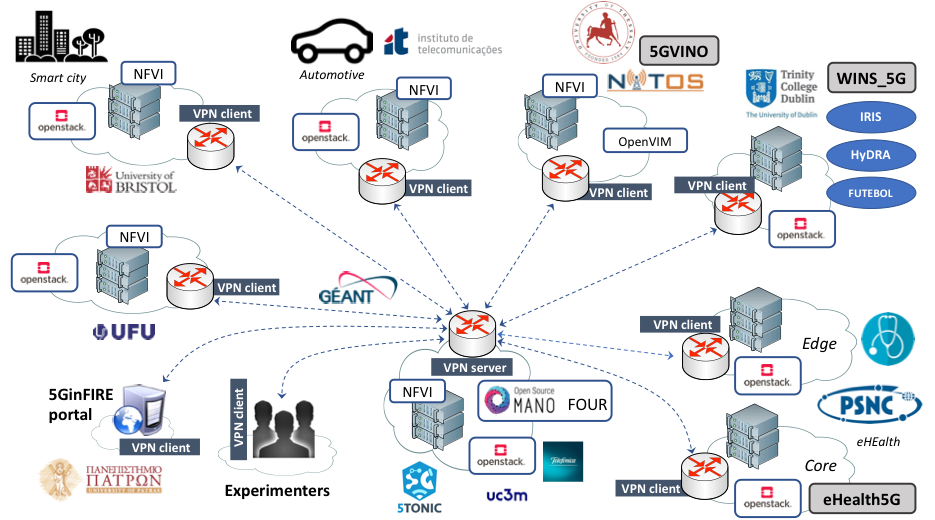 Smart city
NFVI
openstack.
VPN client
University of
BRISTOL
Automotive
it
instituto de
telecomunicações
NFVI
openstack.
VPN client
UNIVERSITY OF THESSALY
5GVINO
NITOS
NFVI
OpenVIM
VPN client
Trinity
College
Dublin
The University of Dublin
WINS_5G
IRIS
HyDRA
FUTEBOL
VPN client
openstack.
NFVI
openstack.
VPN client
UFU
GÉANT
VPN server
NFVI
Open Source
MANO
FOUR
openstack.
Telefónica
5TONIC
uc3m
5GinFIRE
portal
VPN client
ΠΑΝΕΠΙΣΤΗΜΙΟ
ΠΑΤΡΩΝ
UNIVERSITY OF PATRAS
VPN client
Experimenters
VPN client
Edge
openstack.
PSNC
eHEalth
Core
VPN client
openstack.
eHealth5G